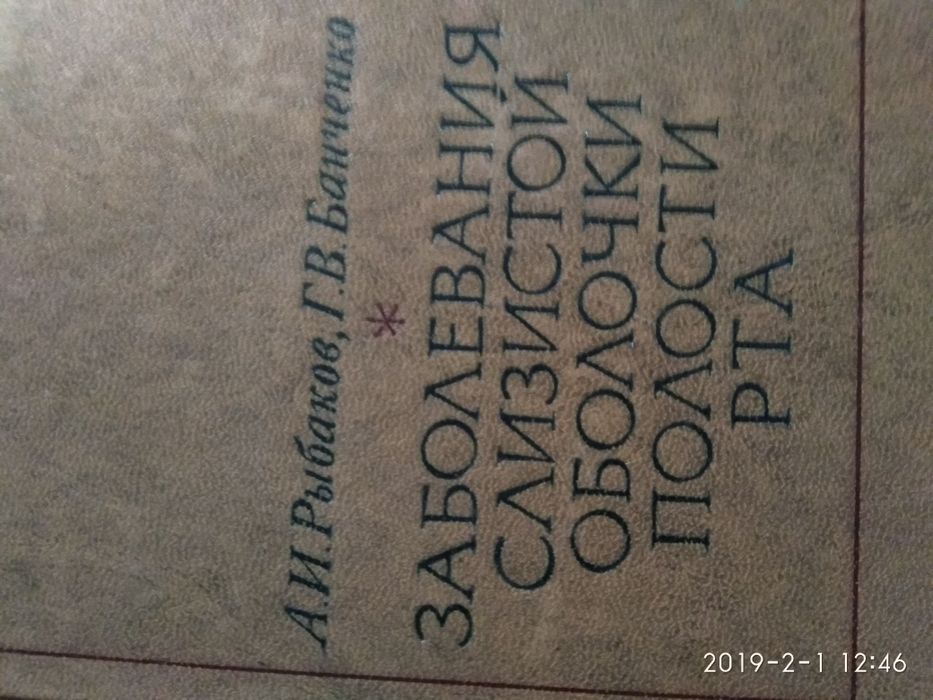 А.И.Рыбаков, Г.В.Банченко
*
ЗАБОЛЕВАНИЯ
СЛИЗИСТОЙ
ОБОЛОЧКИ
ПОЛОСТИ
РТА
2019-2-1 12:46